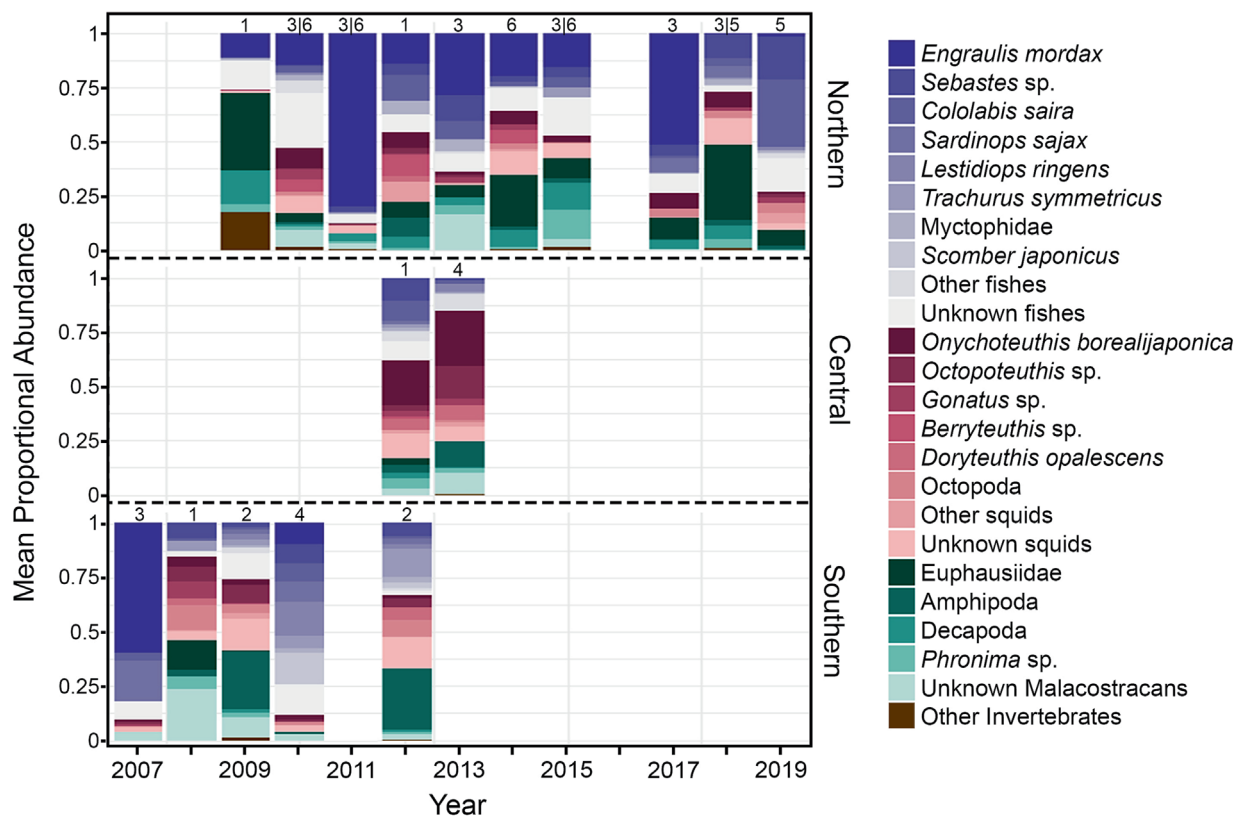 Mean Proportional Abundance
1 3|6 3|6 1 3 6 3|6 3 3|5 5
1
0.75
0.5
0.25
0
Northern
1 4
1
0.75
0.5
0.25
0
Central
3 1 2 4 2
1
0.75
0.5
0.25
0
Southern
2007 2009 2011 2013 2015 2017 2019
Year
Engraulis mordax
Sebastes sp.
Cololabis saira
Sardinops sajax
Lestidiops ringens
Trachurus symmetricus
Myctophidae
Scomber japonicus
Other fishes
Unknown fishes
Onychoteuthis borealijaponica
Octopoteuthis sp.
Gonatus sp.
Berryteuthis sp.
Doryteuthis opalescens
Octopoda
Other squids
Unknown squids
Euphausiidae
Amphipoda
Decapoda
Phronima sp.
Unknown Malacostracans
Other Invertebrates